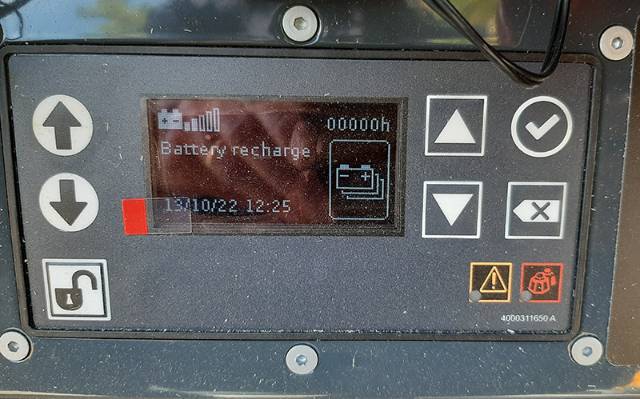 00000h
Battery recharge
13/10/22 12:25
4000311650 A